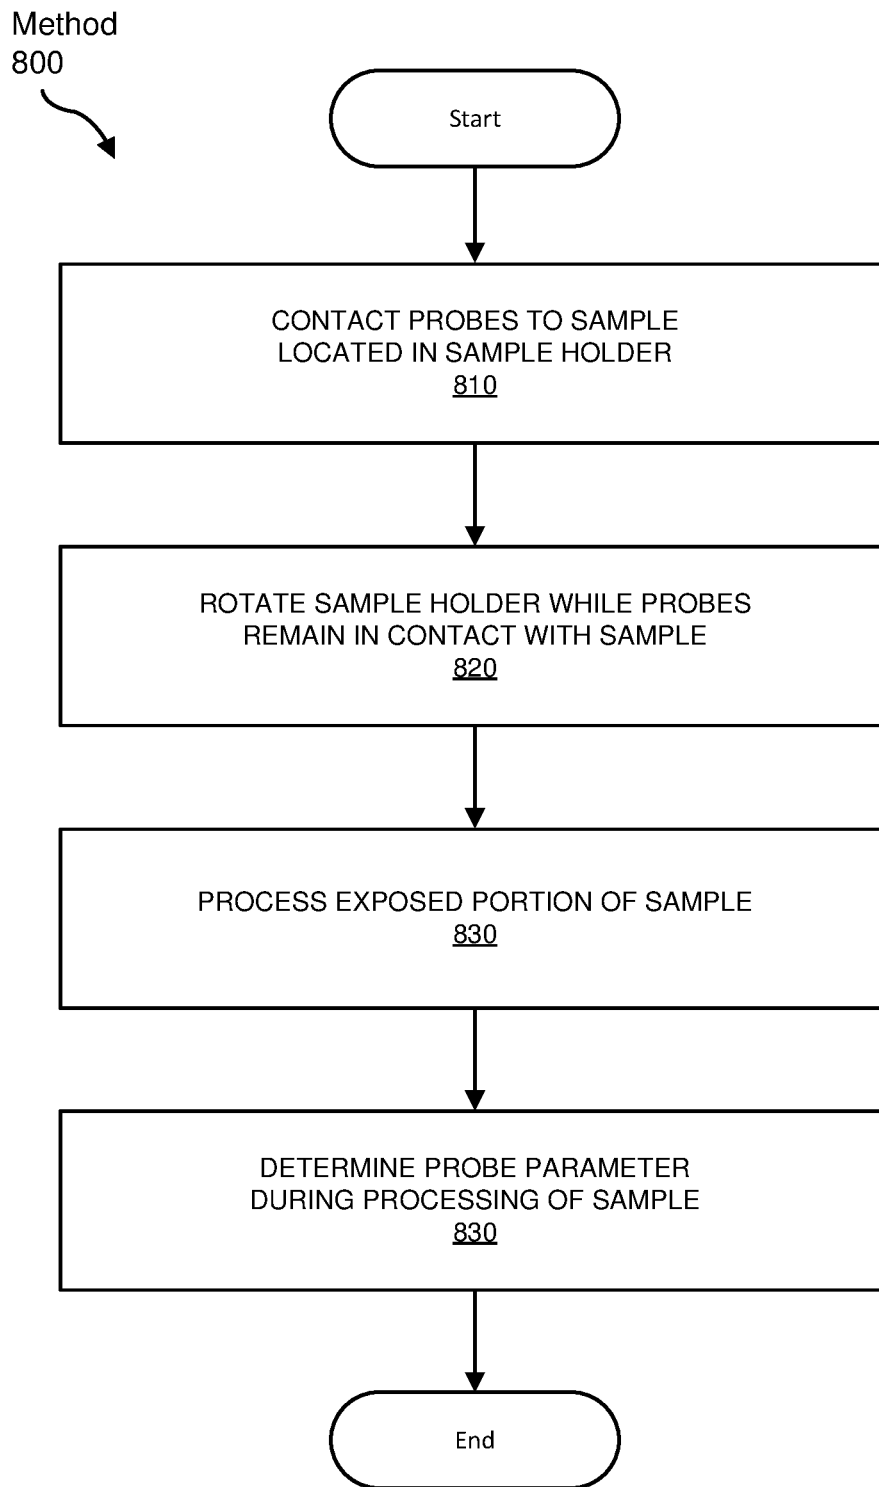 Method
800
Start
CONTACT PROBES TO SAMPLE
LOCATED IN SAMPLE HOLDER
810
ROTATE SAMPLE HOLDER WHILE PROBES
REMAIN IN CONTACT WITH SAMPLE
820
PROCESS EXPOSED PORTION OF SAMPLE
830
DETERMINE PROBE PARAMETER
DURING PROCESSING OF SAMPLE
830
End